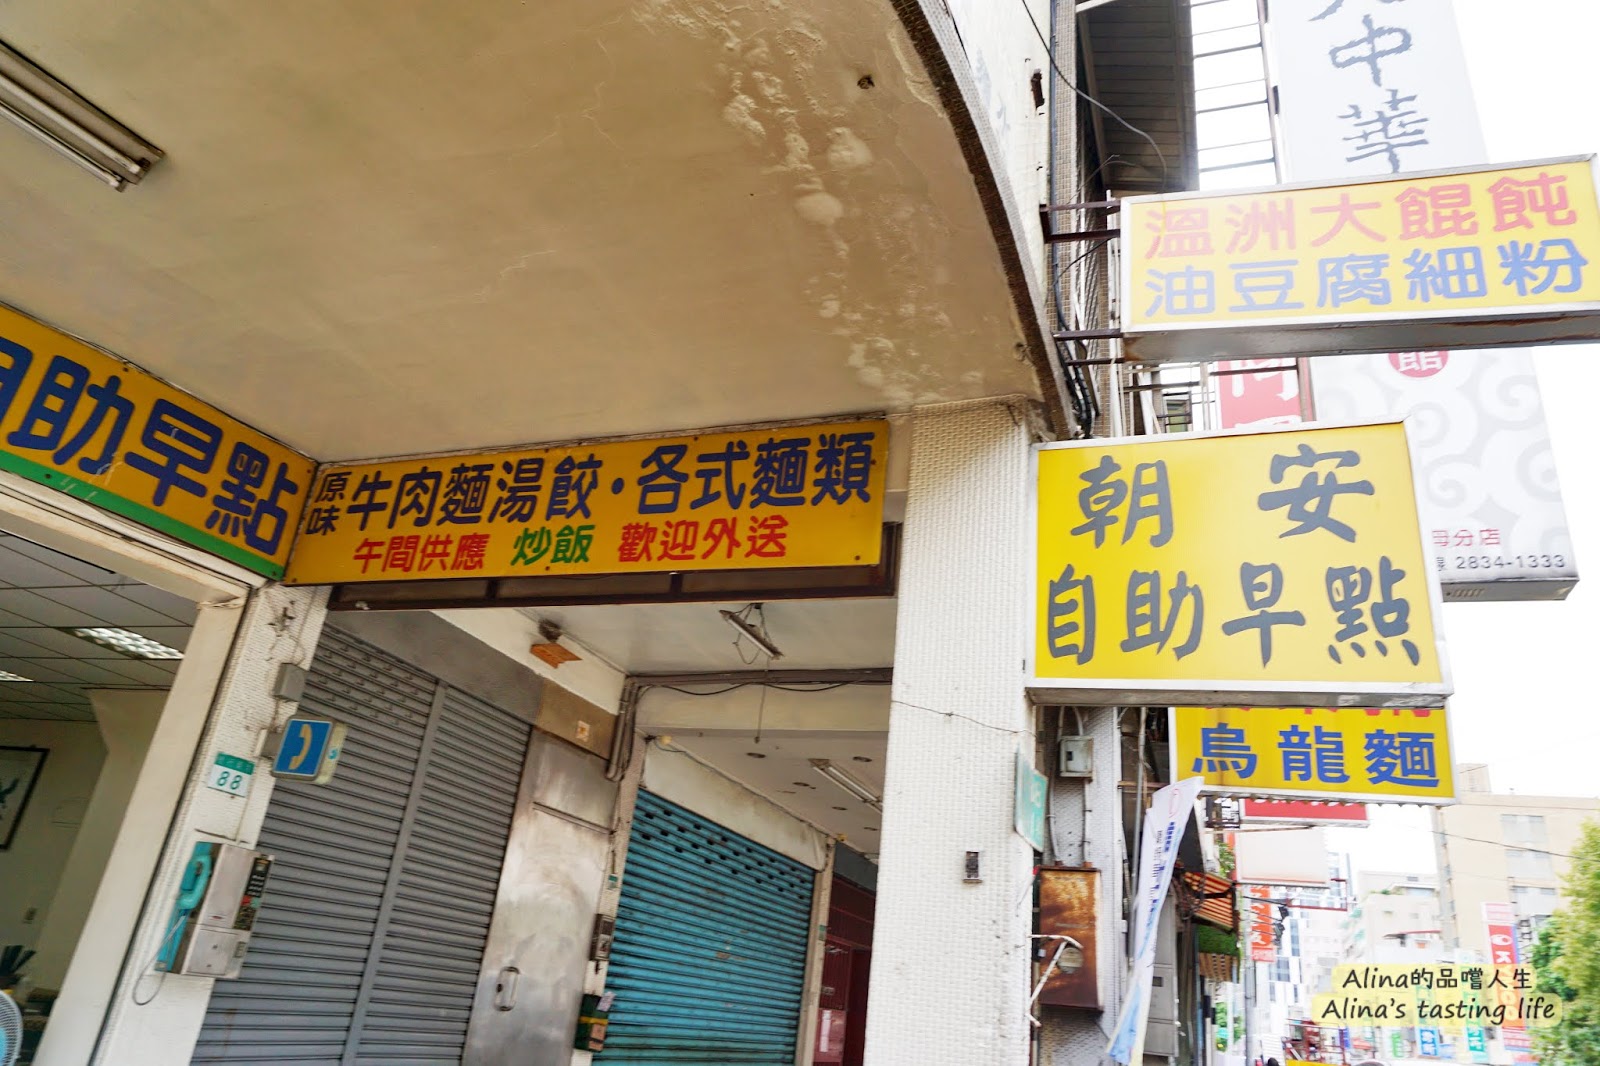 中華
溫洲大餛飩
油豆腐細粉
館
自助早點
原味 牛肉麵湯餃·各式麵類
午間供應 炒飯 歡迎外送
朝安
自助早點
母分店
2834-1333
烏龍麵
88
Alina的品嚐人生
Alina's tasting life